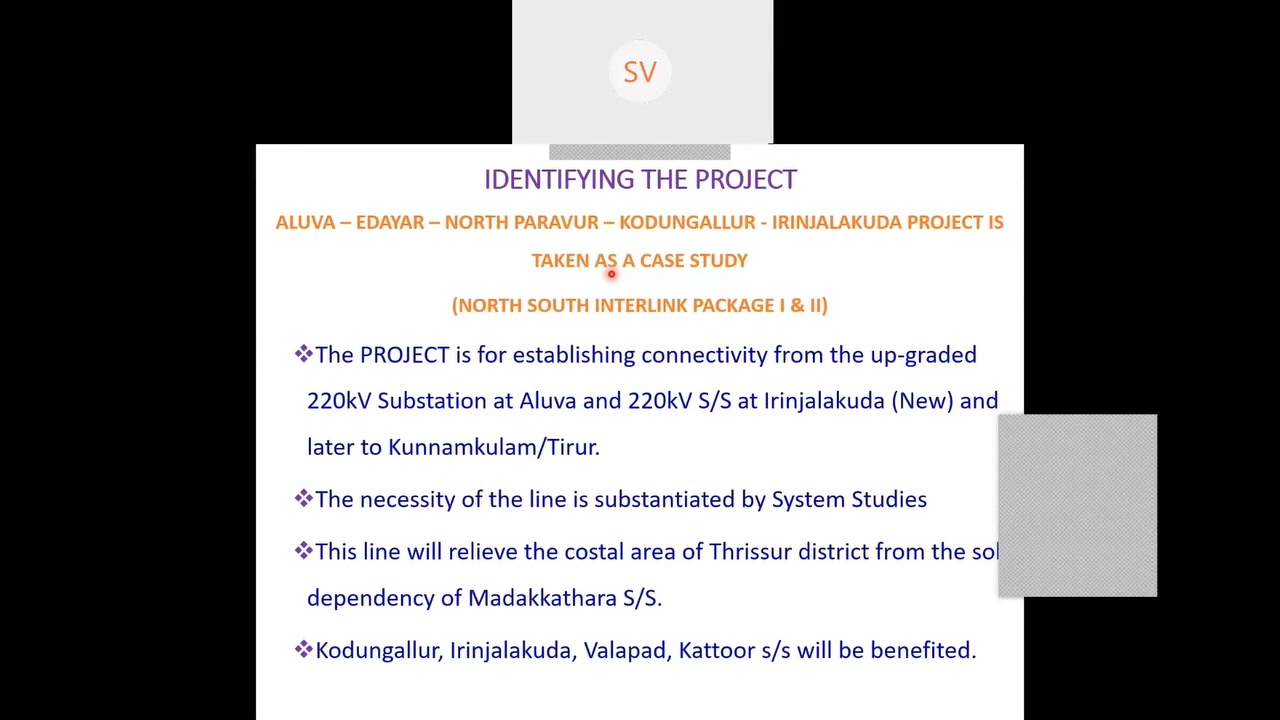 SV
IDENTIFYING THE PROJECT
ALUVA – EDAYAR – NORTH PARAVUR – KODUNGALLUR - IRINJALAKUDA PROJECT IS
TAKEN AS A CASE STUDY
(NORTH SOUTH INTERLINK PACKAGE I & II)
❖The PROJECT is for establishing connectivity from the up-graded
220kV Substation at Aluva and 220kV S/S at Irinjalakuda (New) and
later to Kunnamkulam/Tirur.
❖The necessity of the line is substantiated by System Studies
❖This line will relieve the costal area of Thrissur district from the
dependency of Madakkathara S/S.
❖Kodungallur, Irinjalakuda, Valapad, Kattoor s/s will be benefited.